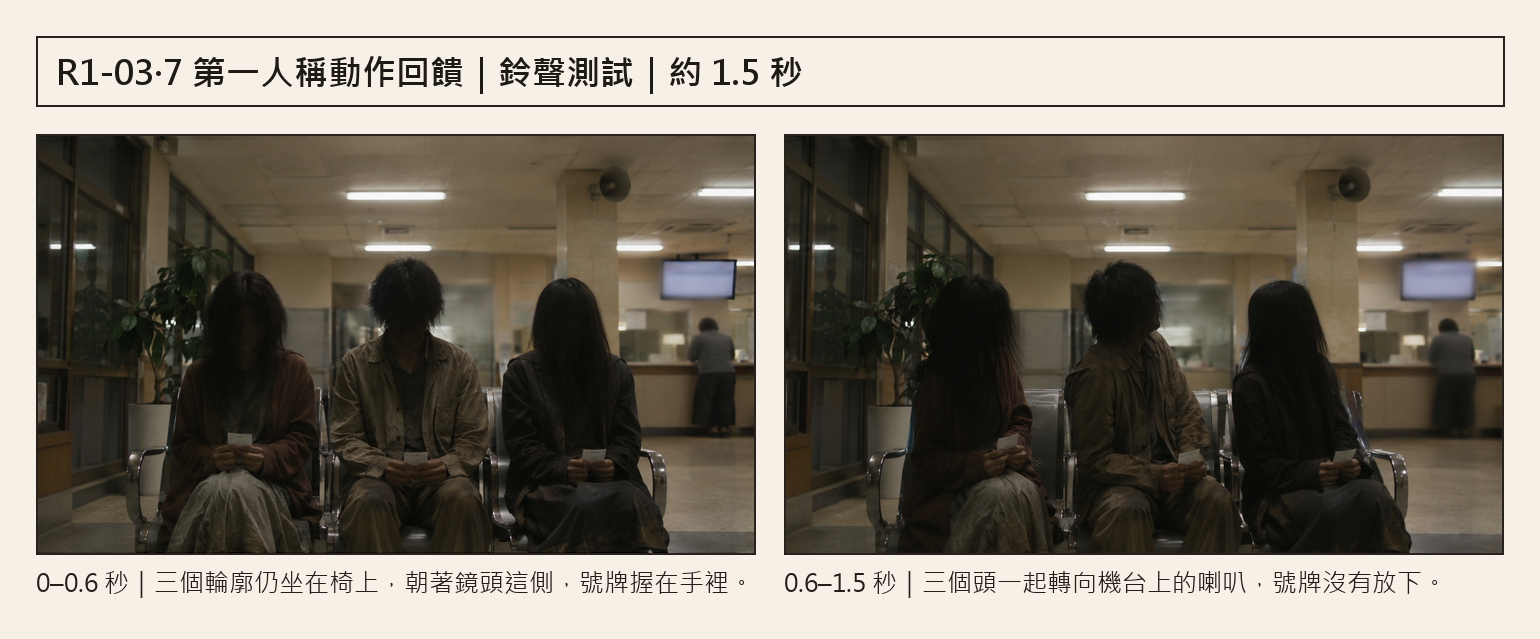 R1-03·7 第一人稱動作回饋｜鈴聲測試｜約 1.5 秒
0–0.6 秒｜三個輪廓仍坐在椅上，朝著鏡頭這側，號牌握在手裡。
0.6–1.5 秒｜三個頭一起轉向機台上的喇叭，號牌沒有放下。